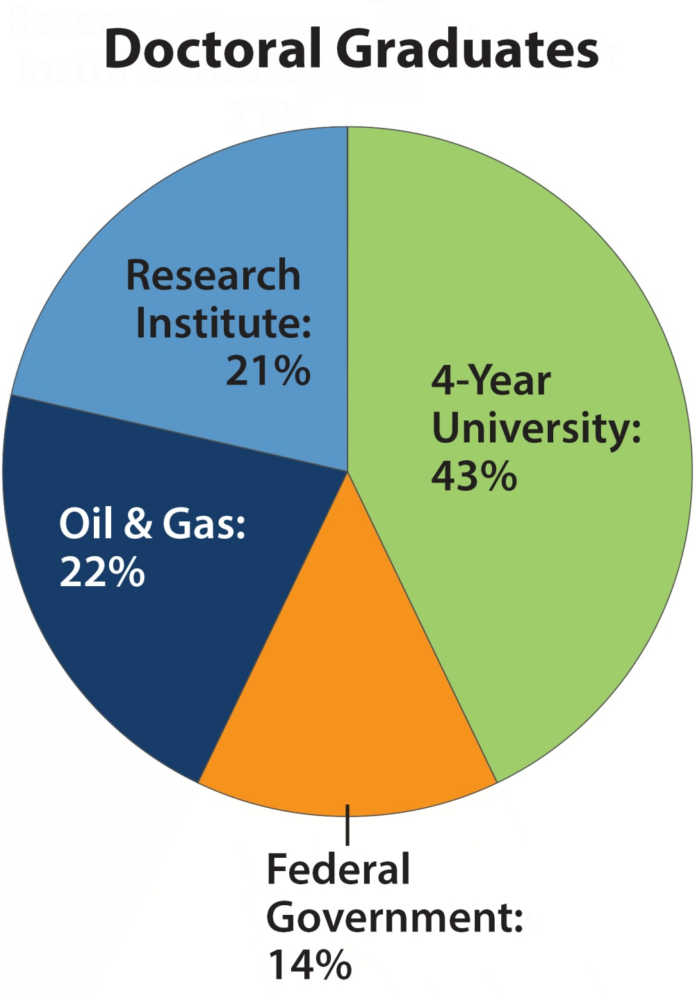 Doctoral Graduates
Research
Institute:
21%
4-Year
University:
43%
Oil & Gas:
22%
Federal
Government:
14%